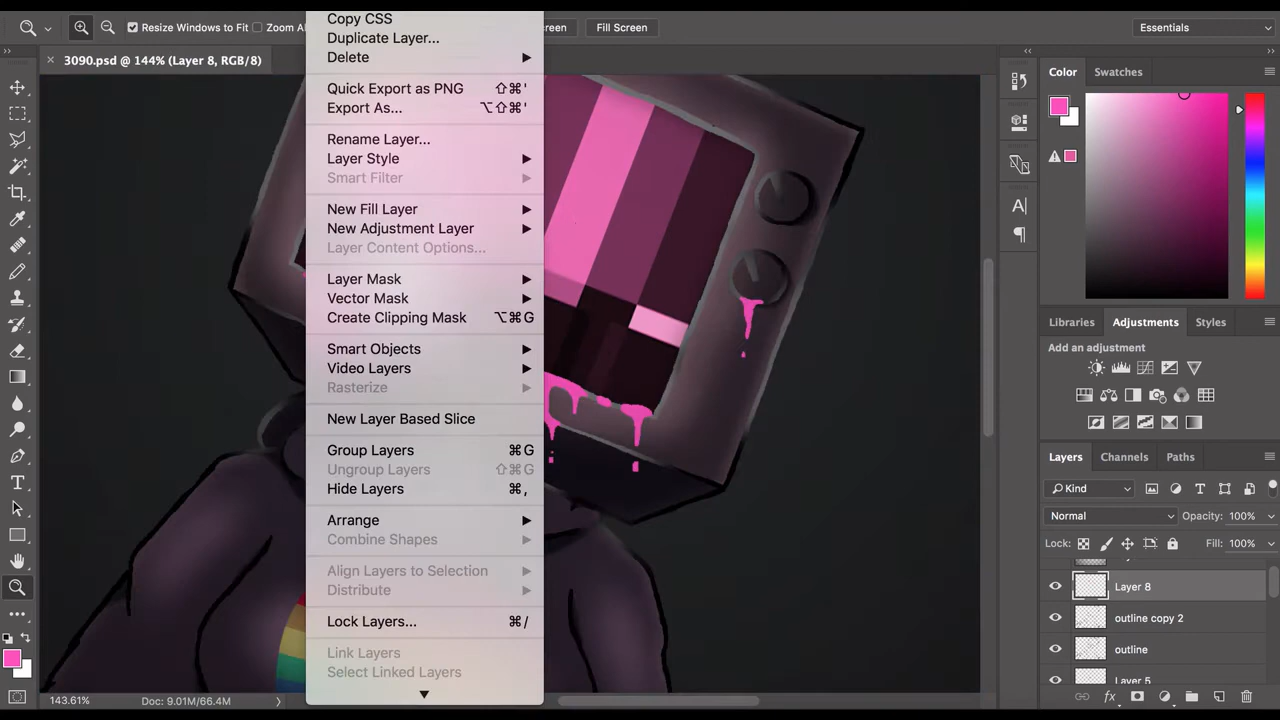 Resize Windows to Fit
Zoom Al
een
Fill Screen
Essentials
3090.psd @ 144% (Layer 8, RGB/8)
Copy CSS
Duplicate Layer...
Delete
Quick Export as PNG ⇧⌘'
Export As... ⌥⇧⌘'
Rename Layer...
Layer Style
Smart Filter
New Fill Layer
New Adjustment Layer
Layer Content Options...
Layer Mask
Vector Mask
Create Clipping Mask ⌥⌘G
Smart Objects
Video Layers
Rasterize
New Layer Based Slice
Group Layers ⌘G
Ungroup Layers ⇧⌘G
Hide Layers ⌘,
Arrange
Combine Shapes
Align Layers to Selection
Distribute
Lock Layers... ⌘/
Link Layers
Select Linked Layers
Color Swatches
Libraries Adjustments Styles
Add an adjustment
Layers Channels Paths
Kind
Normal Opacity: 100%
Lock: Fill: 100%
Layer 8
outline copy 2
outline
Layer 5
143.61% Doc: 9.01M/66.4M